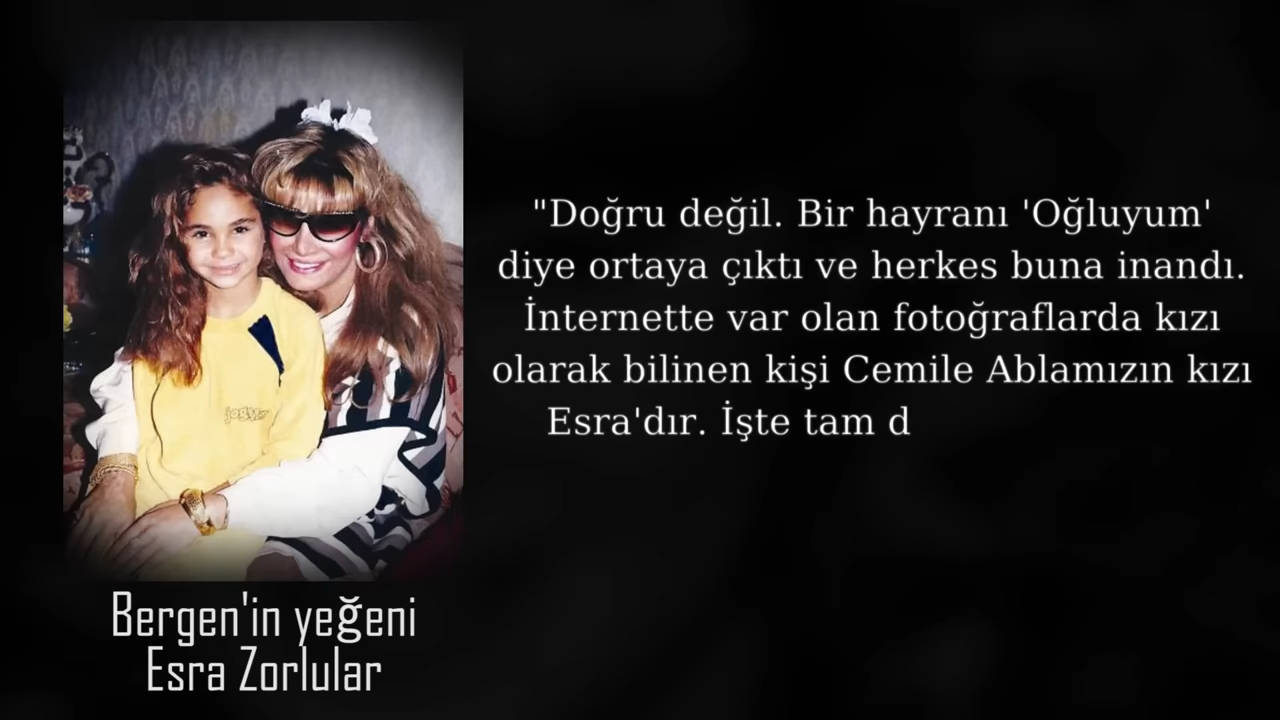 "Doğru değil. Bir hayranı 'Oğluyum'
diye ortaya çıktı ve herkes buna inandı.
İnternette var olan fotoğraflarda kızı
olarak bilinen kişi Cemile Ablamızın kızı
Esra'dır. İşte tam d
Bergen'in yeğeni
Esra Zorlular